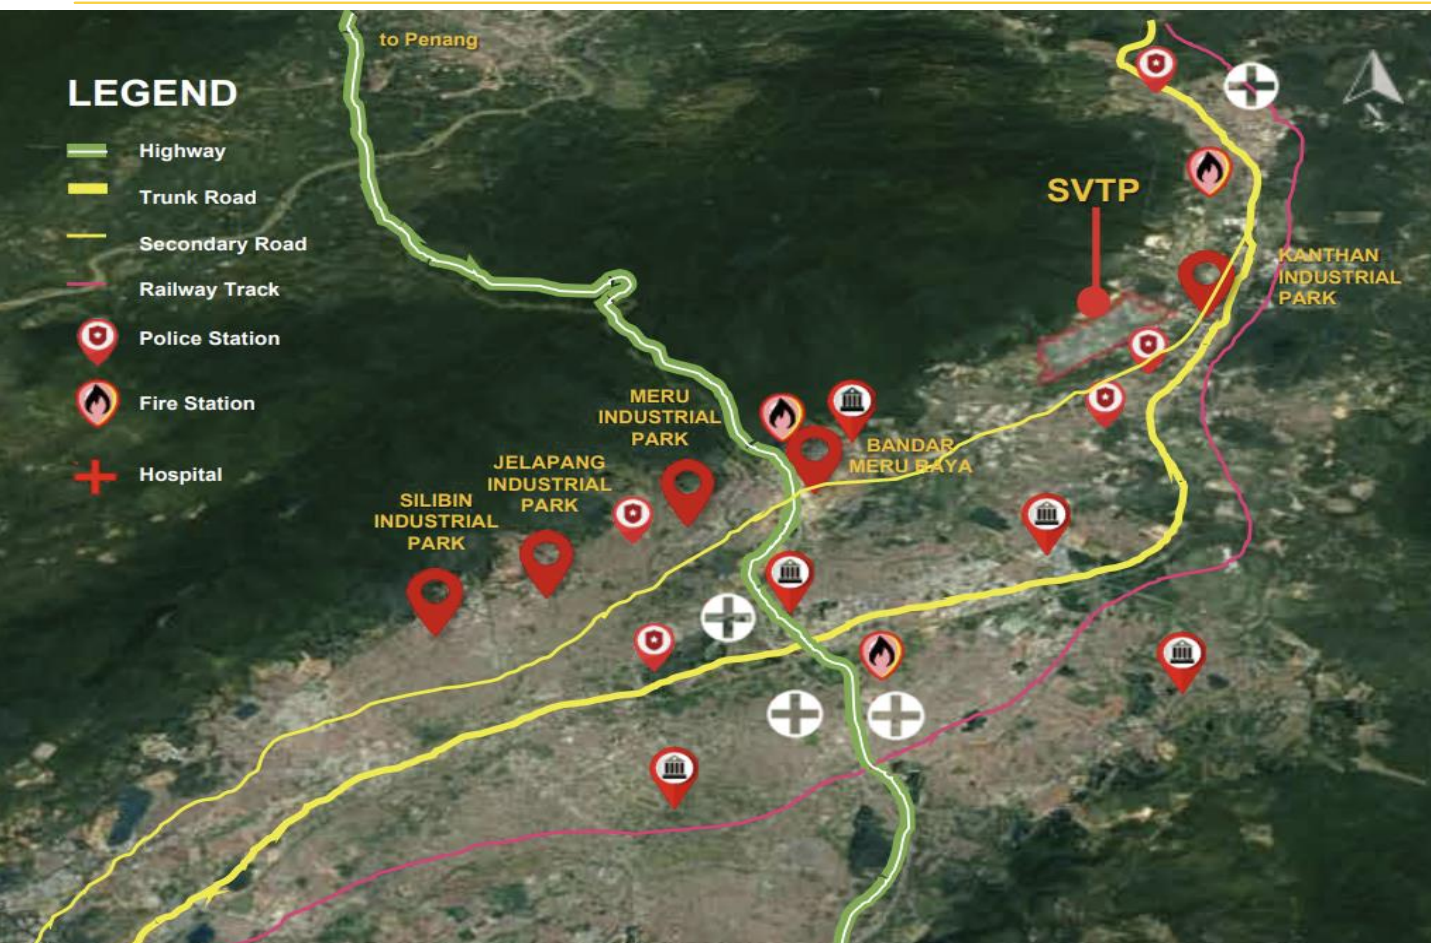 to Penang
LEGEND
Highway
Trunk Road
Secondary Road
Railway Track
Police Station
Fire Station
Hospital
SVTP
KANTHAN
INDUSTRIAL
PARK
MERU
INDUSTRIAL
PARK
BANDAR
MERU RAYA
JELAPANG
INDUSTRIAL
PARK
SILIBIN
INDUSTRIAL
PARK
N